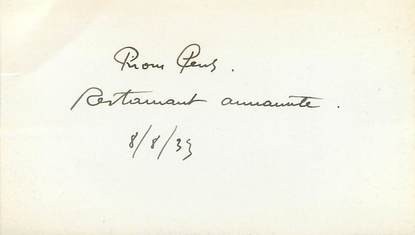 Pnom Penh.
Restaurant annamite.
8/8/33